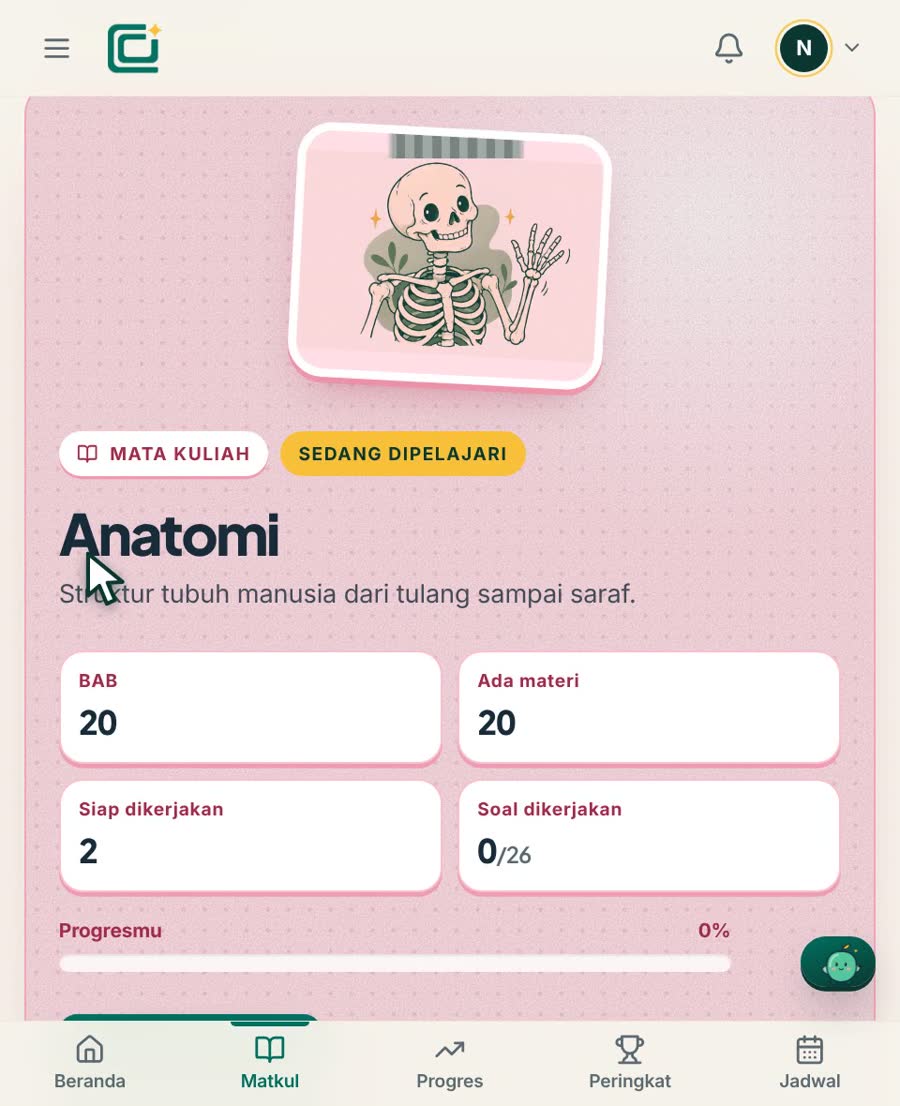 N
MATA KULIAH
SEDANG DIPELAJARI
Anatomi
Struktur tubuh manusia dari tulang sampai saraf.
BAB
20
Ada materi
20
Siap dikerjakan
2
Soal dikerjakan
0/26
Progresmu
0%
Beranda
Matkul
Progres
Peringkat
Jadwal